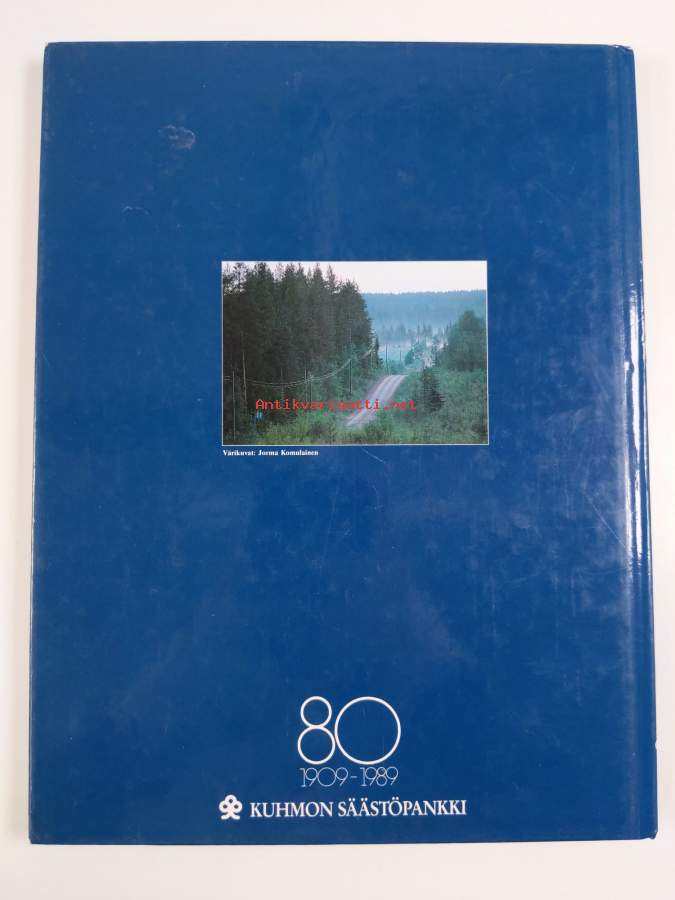 Antikvariaatti.net
Värikuvat: Jorma Komulainen
80
1909-1989
KUHMON SÄÄSTÖPANKKI